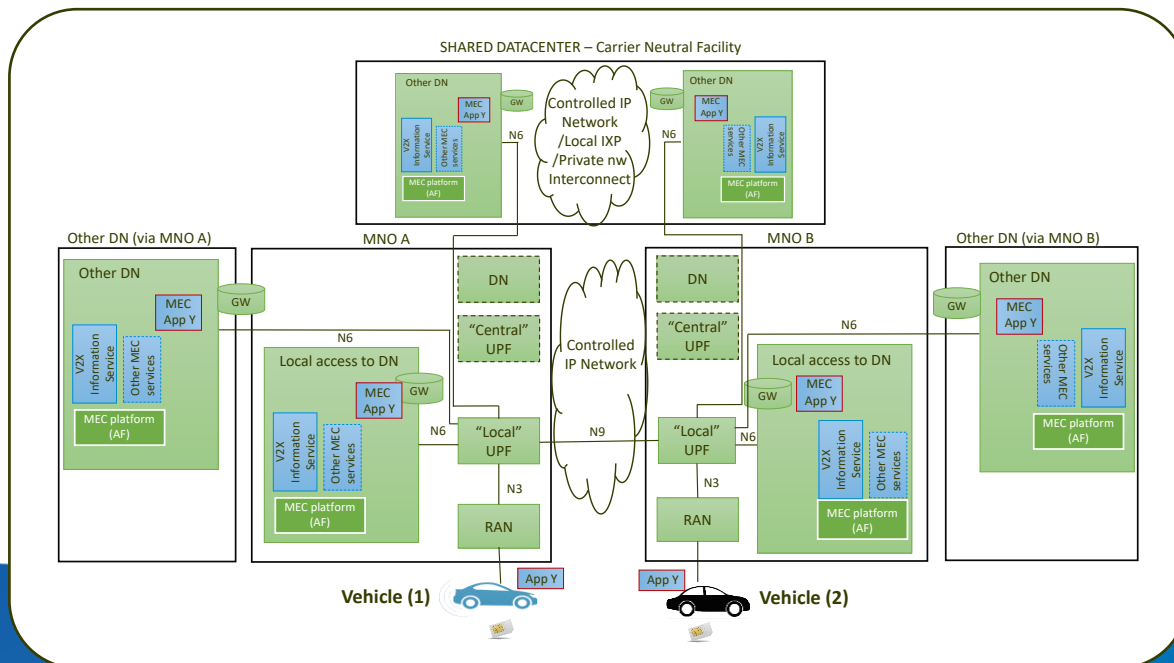 SHARED DATACENTER – Carrier Neutral Facility
Other DN
GW
MEC
App Y
V2X
Information
Service
Other MEC
services
MEC platform
(AF)
N6
Controlled IP
Network
/Local IXP
/Private nw
Interconnect
Other DN
GW
MEC
App Y
Other MEC
services
V2X
Information
Service
MEC platform
(AF)
N6
Other DN (via MNO A)
Other DN
GW
MEC
App Y
V2X
Information
Service
Other MEC
services
MEC platform
(AF)
N6
MNO A
DN
"Central"
UPF
Local access to DN
MEC
App Y
GW
V2X
Information
Service
Other MEC
services
MEC platform
(AF)
N6
"Local"
UPF
N3
RAN
Controlled
IP Network
N9
MNO B
DN
"Central"
UPF
N6
Local access to DN
GW
MEC
App Y
"Local"
UPF
N6
V2X
Information
Service
Other MEC
services
MEC platform
(AF)
N3
RAN
Other DN (via MNO B)
Other DN
GW
MEC
App Y
Other MEC
services
V2X
Information
Service
MEC platform
(AF)
App Y
Vehicle (1)
App Y
Vehicle (2)